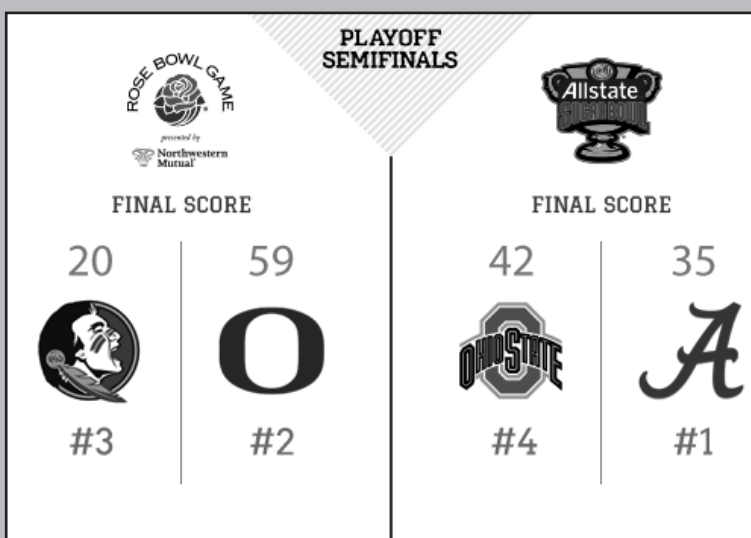 PLAYOFF
SEMIFINALS
ROSE BOWL GAME
presented by
Northwestern
Mutual
Allstate
SUGAR BOWL
FINAL SCORE
FINAL SCORE
20
59
42
35
O
OHIO STATE
A
#3
#2
#4
#1